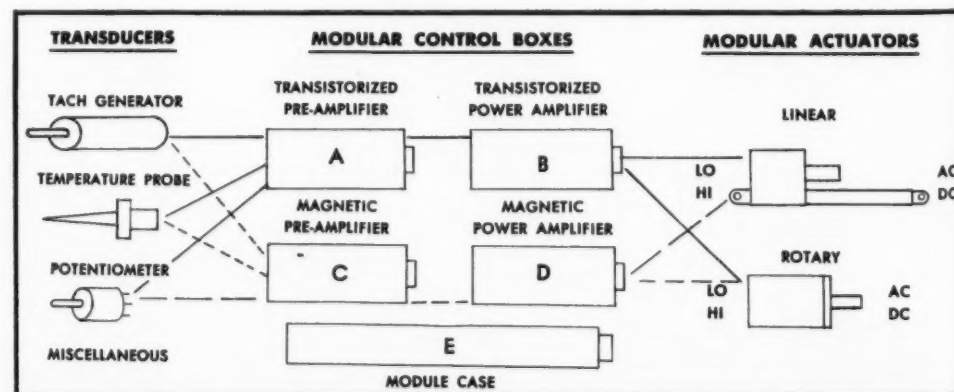 TRANSDUCERS
MODULAR CONTROL BOXES
MODULAR ACTUATORS
TACH GENERATOR
TRANSISTORIZED
PRE-AMPLIFIER
TRANSISTORIZED
POWER AMPLIFIER
LINEAR
A
B
LO
HI
AC
DC
TEMPERATURE PROBE
MAGNETIC
PRE-AMPLIFIER
MAGNETIC
POWER AMPLIFIER
POTENTIOMETER
C
D
ROTARY
LO
HI
AC
DC
MISCELLANEOUS
E
MODULE CASE